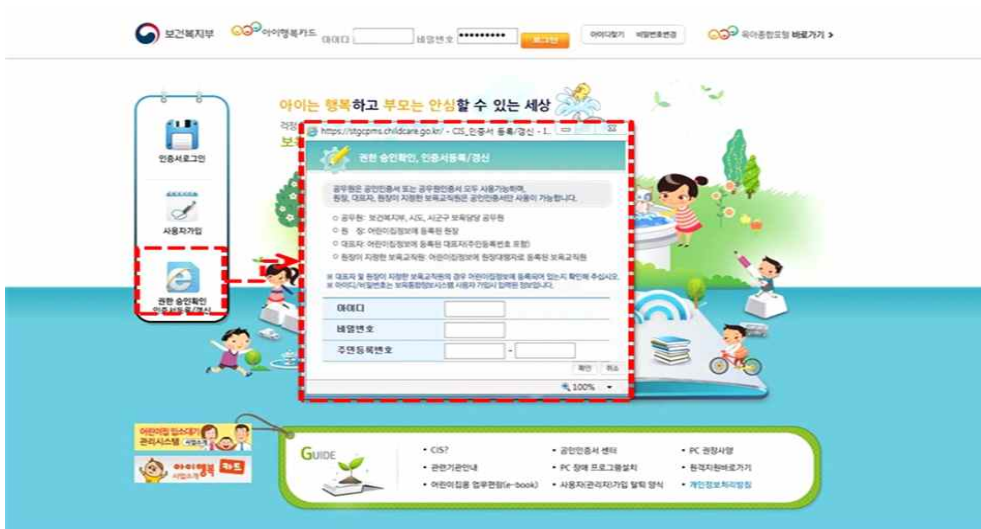 보건복지부
아이행복카드
아이디
비밀번호 •••••••••
로그인
아이디찾기 비밀번호변경
육아종합포털 바로가기 >
인증서로그인
사용자가입
권한 승인확인
인증서등록/갱신
아이는 행복하고 부모는 안심할 수 있는 세상
https://stgcpms.childcare.go.kr/ - CIS_인증서 등록/갱신 - I...
권한 승인확인, 인증서등록/갱신
공무원은 공인인증서 또는 공무원인증서 모두 사용가능하며,
원장, 대표자, 원장이 지정한 보육교직원은 공인인증서만 사용이 가능합니다.
○ 공무원: 보건복지부, 시도, 시군구 보육담당 공무원
○ 원 장: 어린이집정보에 등록된 원장
○ 대표자: 어린이집정보에 등록된 대표자(주민등록번호 포함)
○ 원장이 지정한 보육교직원: 어린이집정보에 원장대행자로 등록된 보육교직원
※ 대표자 및 원장이 지정한 보육교직원의 경우 어린이집정보에 등록되어 있는지 확인해 주십시오.
※ 아이디/비밀번호는 보육통합정보시스템 사용자 가입시 입력된 정보입니다.
아이디
비밀번호
주민등록번호 -
확인 취소
100%
어린이집 입소대기
관리시스템 사업소개
아이행복 카드
사업소개
GUIDE
• CIS?
• 관련기관안내
• 어린이집용 업무편람(e-book)
• 공인인증서 센터
• PC 장애 프로그램설치
• 사용자(관리자)가입 탈퇴 양식
• PC 권장사양
• 원격지원바로가기
• 개인정보처리방침